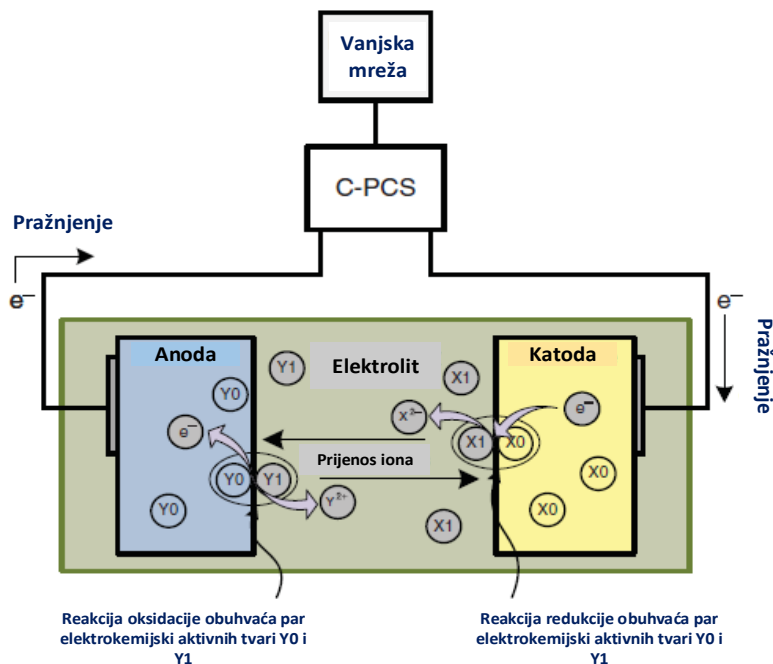 Vanjska
mreža
C-PCS
Pražnjenje
e⁻
e⁻
Pražnjenje
Anoda
Elektrolit
Katoda
Y1
X1
Y0
X²⁻
e⁻
e⁻
X1
X0
Prijenos iona
Y0
Y1
X0
Y²⁺
Y0
X1
X0
Reakcija oksidacije obuhvaća par
elektrokemijski aktivnih tvari Y0 i
Y1
Reakcija redukcije obuhvaća par
elektrokemijski aktivnih tvari Y0 i
Y1